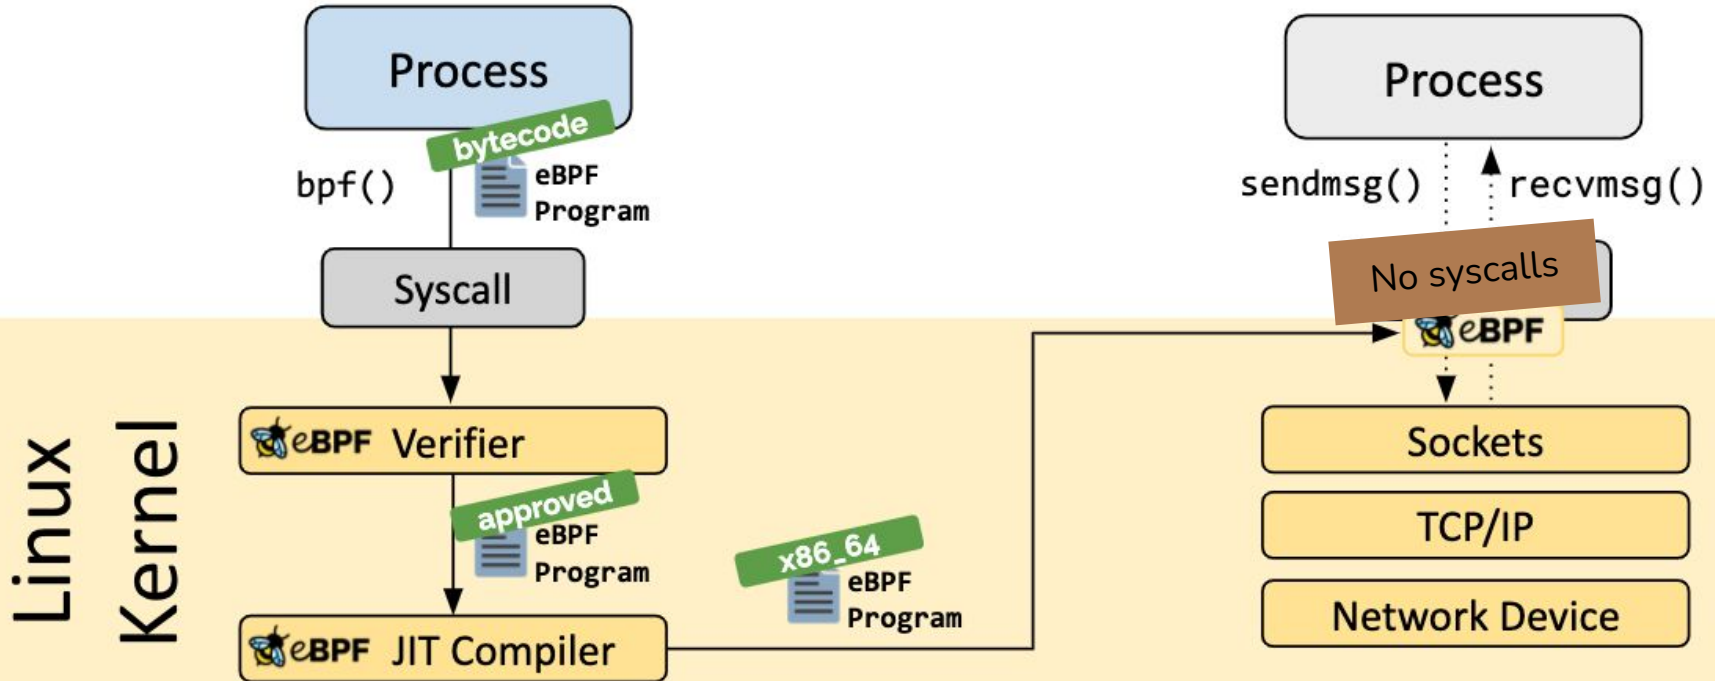 Process
bytecode
bpf()
eBPF
Program
Syscall
Linux
Kernel
eBPF Verifier
approved
eBPF
Program
eBPF JIT Compiler
x86_64
eBPF
Program
Process
sendmsg()
recvmsg()
No syscalls
eBPF
Sockets
TCP/IP
Network Device